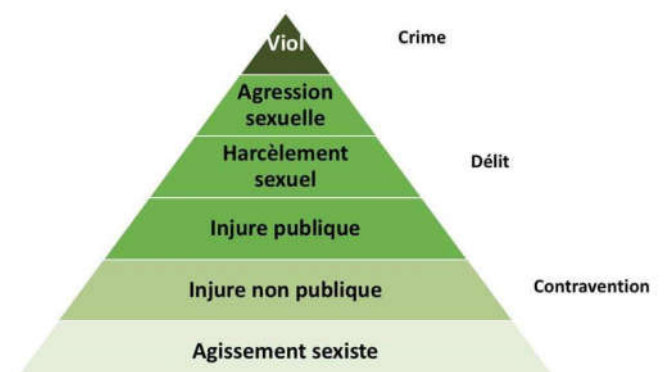 Viol
Crime
Agression
sexuelle
Harcèlement
sexuel
Délit
Injure publique
Injure non publique
Contravention
Agissement sexiste